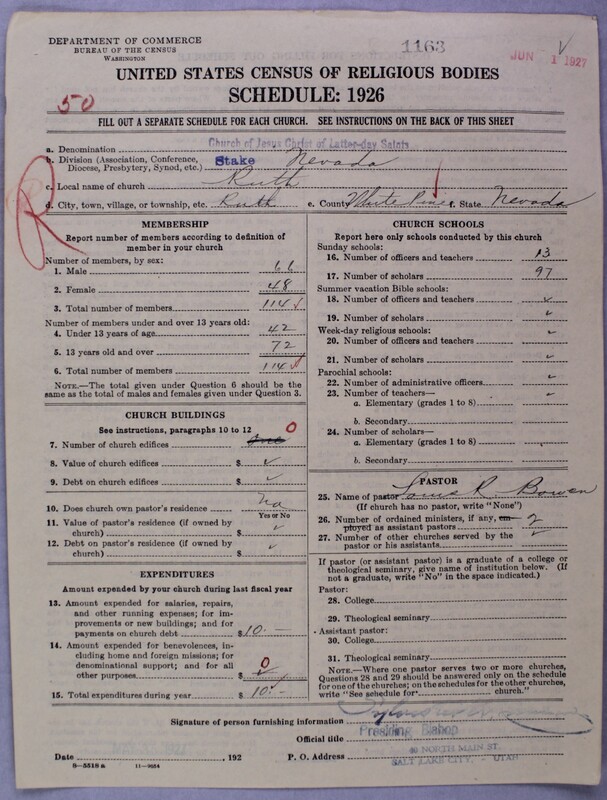 DEPARTMENT OF COMMERCE
BUREAU OF THE CENSUS
WASHINGTON
1163
JUN 1 1927
UNITED STATES CENSUS OF RELIGIOUS BODIES
SCHEDULE: 1926
50
FILL OUT A SEPARATE SCHEDULE FOR EACH CHURCH. SEE INSTRUCTIONS ON THE BACK OF THIS SHEET
a. Denomination Church of Jesus Christ of Latter-day Saints
b. Division (Association, Conference, Diocese, Presbytery, Synod, etc.) Stake Nevada
c. Local name of church Ruth
d. City, town, village, or township, etc. Ruth e. County White Pine f. State Nevada
R
MEMBERSHIP
Report number of members according to definition of
member in your church
Number of members, by sex:
1. Male 66
2. Female 48
3. Total number of members 114
Number of members under and over 13 years old:
4. Under 13 years of age 42
5. 13 years old and over 72
6. Total number of members 114
NOTE.—The total given under Question 6 should be
same as the total of males and females given under Question 3.
CHURCH BUILDINGS
See instructions, paragraphs 10 to 12
7. Number of church edifices one 0
8. Value of church edifices $ ✓
9. Debt on church edifices $ ✓
10. Does church own pastor's residence? No
Yes or No
11. Value of pastor's residence (if owned by
church) $ ✓
12. Debt on pastor's residence (if owned by
church) $ ✓
EXPENDITURES
Amount expended by your church during last fiscal year
13. Amount expended for salaries, repairs,
and other running expenses; for im-
provements or new buildings; and for
payments on church debt $ 10.—
14. Amount expended for benevolences,
including home and foreign missions; for
denominational support; and for all
other purposes 0
15. Total expenditures during year $ 10.—
CHURCH SCHOOLS
Report here only schools conducted by this church
Sunday schools:
16. Number of officers and teachers 13
17. Number of scholars 97
Summer vacation Bible schools:
18. Number of officers and teachers ✓
19. Number of scholars ✓
Week-day religious schools:
20. Number of officers and teachers ✓
21. Number of scholars ✓
Parochial schools:
22. Number of administrative officers ✓
23. Number of teachers—
a. Elementary (grades 1 to 8) ✓
b. Secondary
24. Number of scholars—
a. Elementary (grades 1 to 8) ✓
b. Secondary
PASTOR
25. Name of pastor Louis R. Bowen
(If church has no pastor, write "None")
26. Number of ordained ministers, if any, em-
ployed as assistant pastors 2
27. Number of other churches served by the
pastor or his assistants ✓
If pastor (or assistant pastor) is a graduate of a college or
theological seminary, give name of institution below. (If
not a graduate, write "No" in the space indicated.)
Pastor:
28. College
29. Theological seminary
Assistant pastor:
30. College
31. Theological seminary
NOTE.—Where one pastor serves two or more churches,
Questions 28 and 29 should be answered only on the schedule
for one of the churches; on the schedules for the other churches,
write "See schedule for church."
Signature of person furnishing information
Official title Presiding Bishop
Date , 192 P. O. Address 40 NORTH MAIN ST.
SALT LAKE CITY, - UTAH
8—5518 a 11—9664